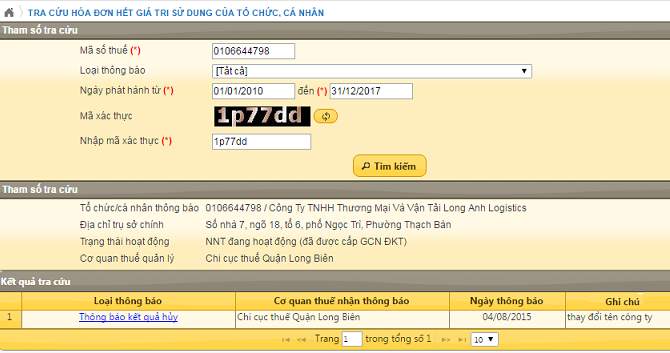 TRA CỨU HÓA ĐƠN HẾT GIÁ TRỊ SỬ DỤNG CỦA TỔ CHỨC, CÁ NHÂN
Tham số tra cứu
Mã số thuế (*) 0106644798
Loại thông báo [Tất cả]
Ngày phát hành từ (*) 01/01/2010 đến (*) 31/12/2017
Mã xác thực 1p77dd
Nhập mã xác thực (*) 1p77dd
Tìm kiếm
Tham số tra cứu
Tổ chức/cá nhân thông báo 0106644798 / Công Ty TNHH Thương Mại Và Vận Tải Long Anh Logistics
Địa chỉ trụ sở chính Số nhà 7, ngõ 18, tổ 6, phố Ngọc Trì, Phường Thạch Bàn
Trạng thái hoạt động NNT đang hoạt động (đã được cấp GCN ĐKT)
Cơ quan thuế quản lý Chi cục thuế Quận Long Biên
Kết quả tra cứu
Loại thông báo Cơ quan thuế nhận thông báo Ngày thông báo Ghi chú
1 Thông báo kết quả hủy Chi cục thuế Quận Long Biên 04/08/2015 thay đổi tên công ty
Trang 1 trong tổng số 1 10